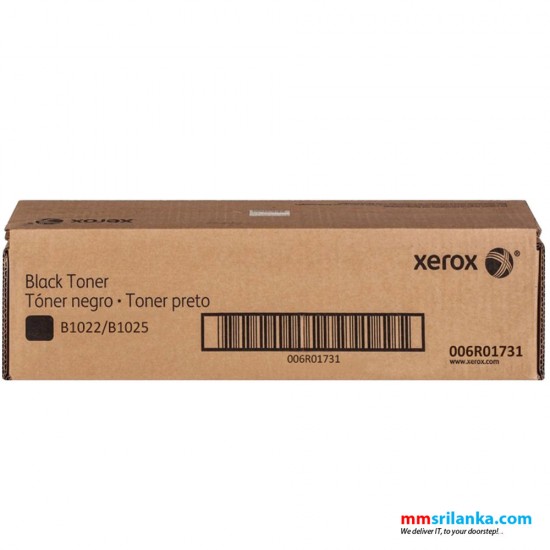 xerox
Black Toner
Tóner negro • Toner preto
B1022/B1025
xerox
006R01731
006R01731
www.xerox.com
mmsrilanka.com
We deliver IT, to your doorstep!..